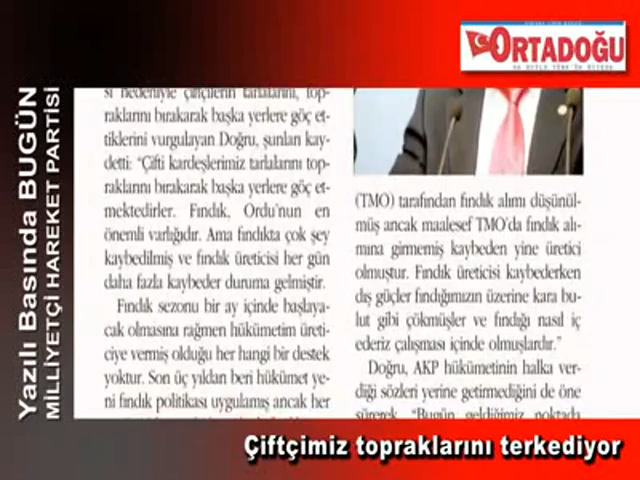 ORTADOĞU
Yazılı Basında BUGÜN
MİLLİYETÇİ HAREKET PARTİSİ
si nedeniyle çiftçilerin tarlalarını, top-
raklarını bırakarak başka yerlere göç et-
tiklerini vurgulayan Doğru, şunları kay-
detti: “Çifti kardeşlerimiz tarlalarını top-
raklarını bırakarak başka yerlere göç et-
mektedirler. Fındık, Ordu'nun en
önemli varlığıdır. Ama fındıkta çok şey
kaybedilmiş ve fındık üreticisi her gün
daha fazla kaybeder duruma gelmiştir.
Fındık sezonu bir ay içinde başlaya-
cak olmasına rağmen hükümetim üreti-
ciye vermiş olduğu her hangi bir destek
yoktur. Son üç yıldan beri hükümet ye-
ni fındık politikası uygulamış ancak her
(TMO) tarafından fındık alımı düşünül-
müş ancak maalesef TMO'da fındık alı-
mına girmemiş kaybeden yine üretici
olmuştur. Fındık üreticisi kaybederken
dış güçler fındığımızın üzerine kara bu-
lut gibi çökmüşler ve fındığı nasıl iç
ederiz çalışması içinde olmuşlardır.”
Doğru, AKP hükümetinin halka ver-
diği sözleri yerine getirmediğini de öne
sürerek, “Bugün geldiğimiz noktada
Çiftçimiz topraklarını terkediyor